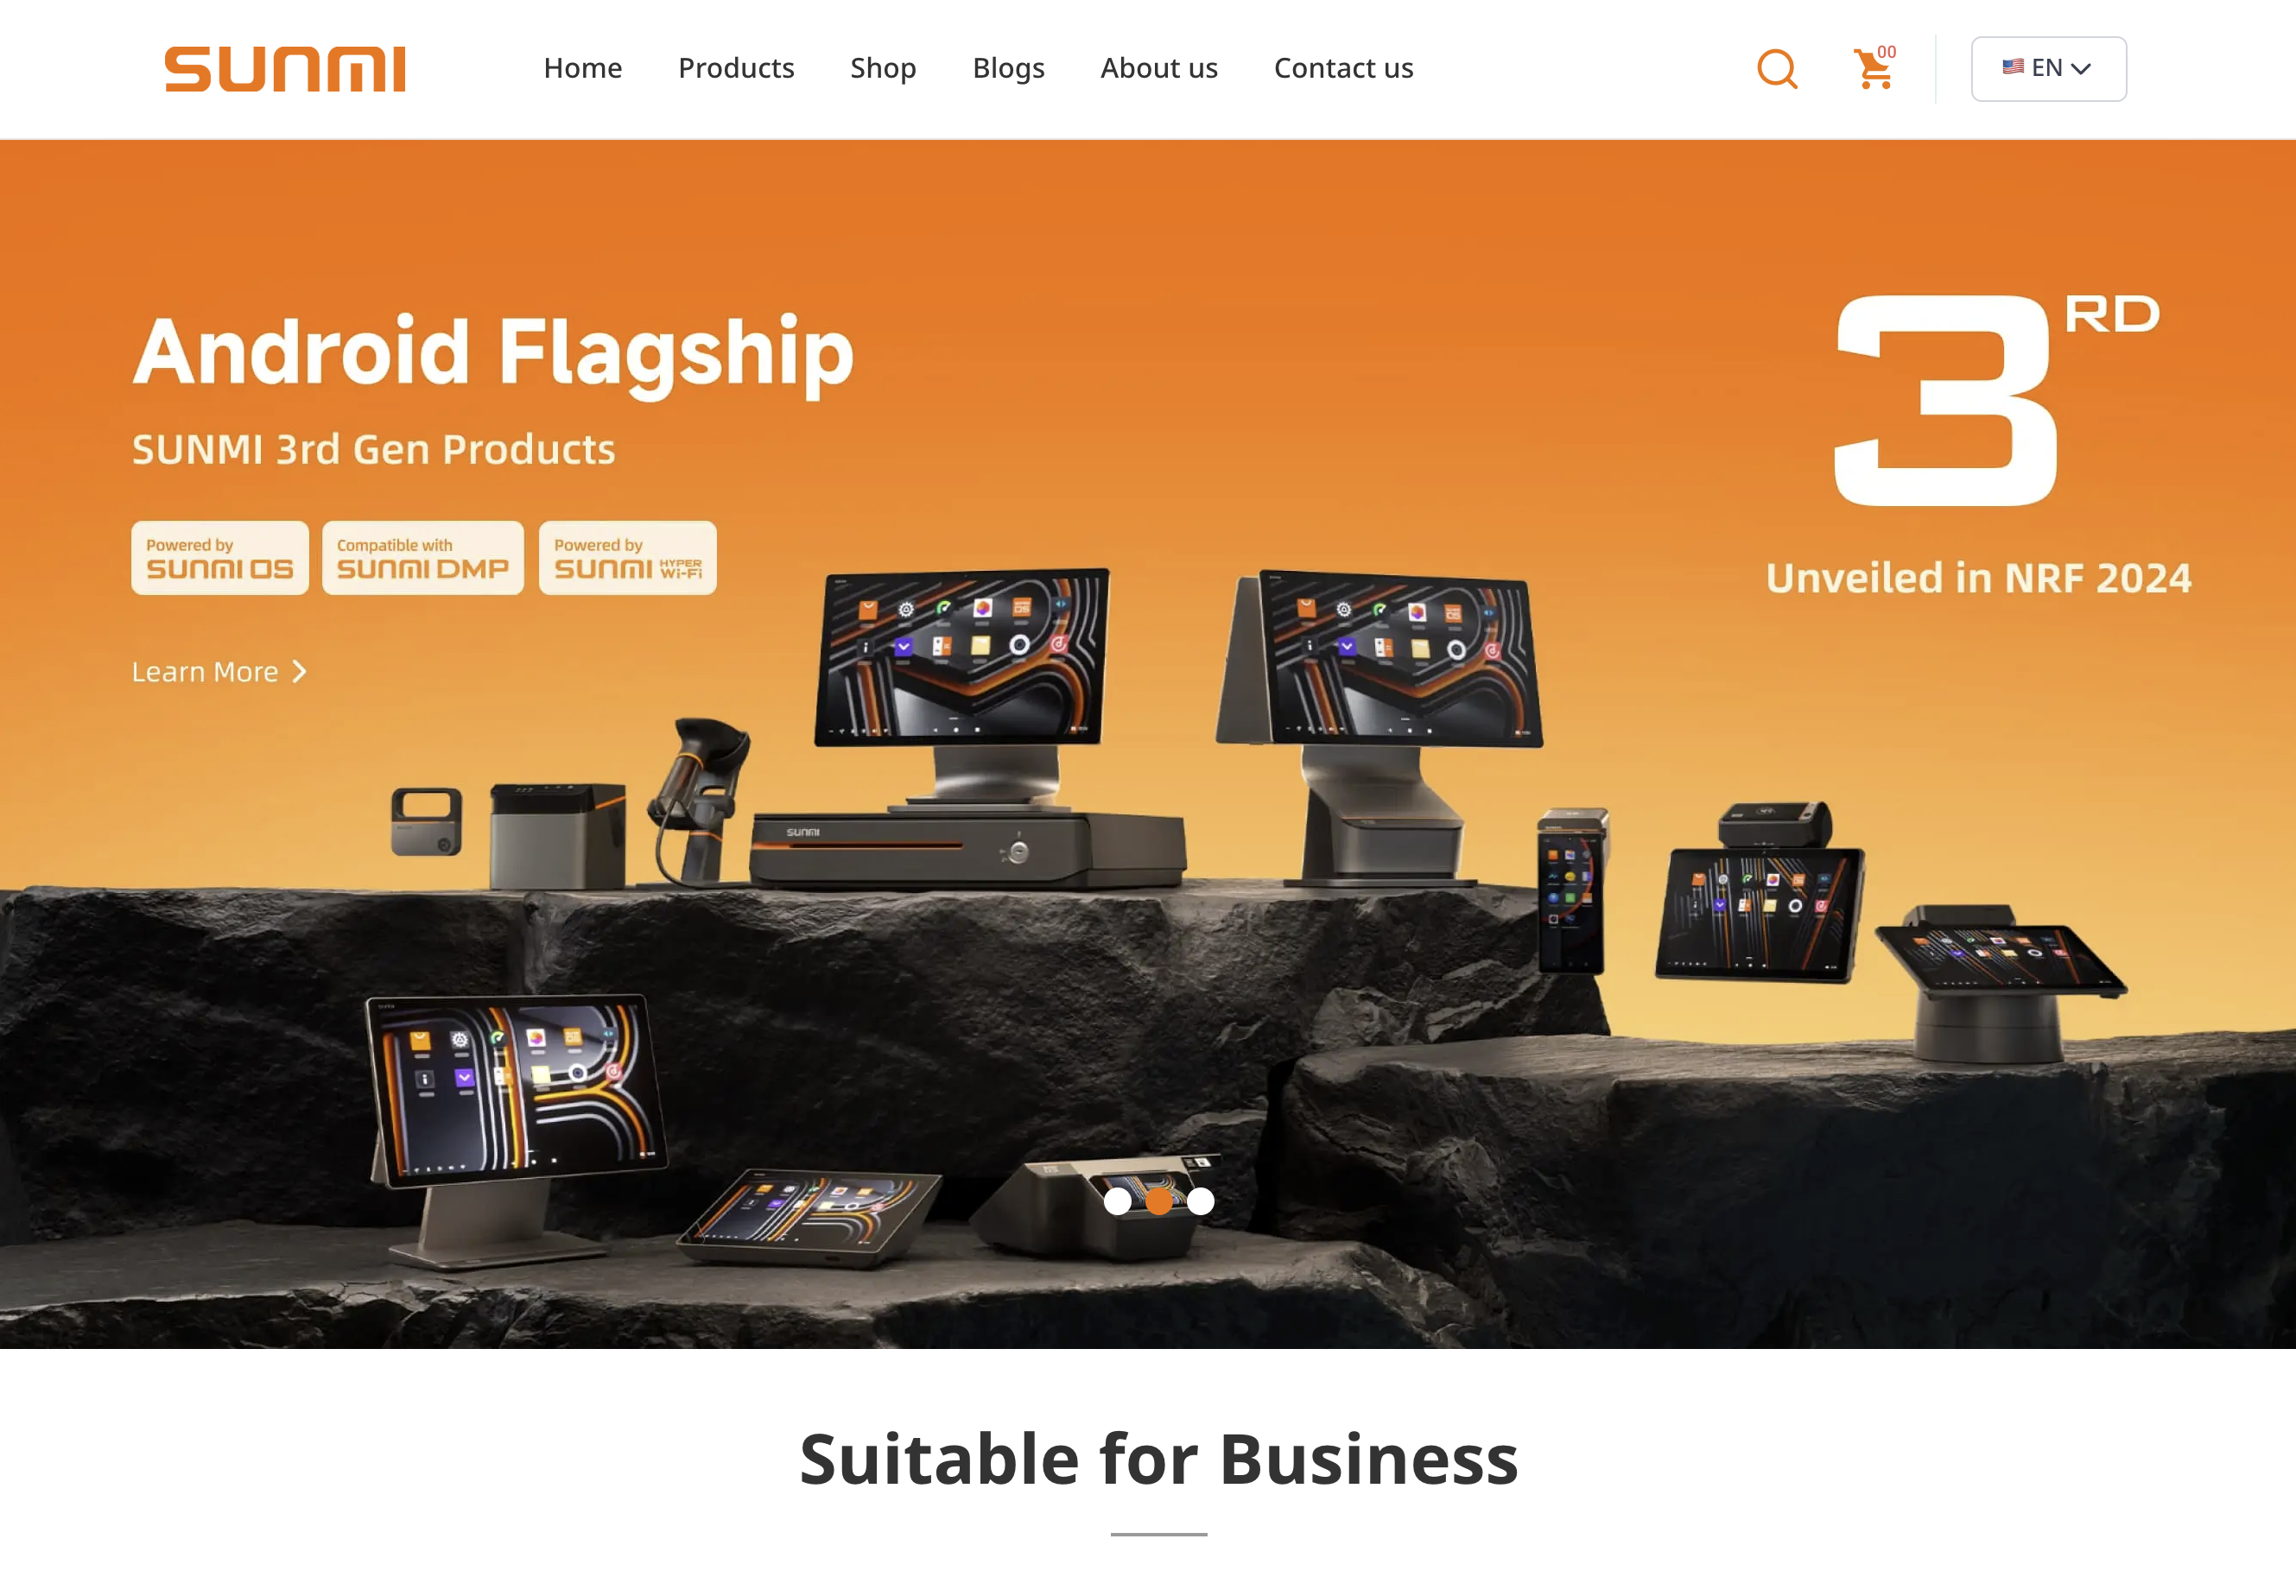 SUNMI
Home
Products
Shop
Blogs
About us
Contact us
00
EN
Android Flagship
SUNMI 3rd Gen Products
Powered by
SUNMI OS
Compatible with
SUNMI DMP
Powered by
SUNMI HYPER Wi-Fi
Learn More
3RD
Unveiled in NRF 2024
SUNMI
Suitable for Business